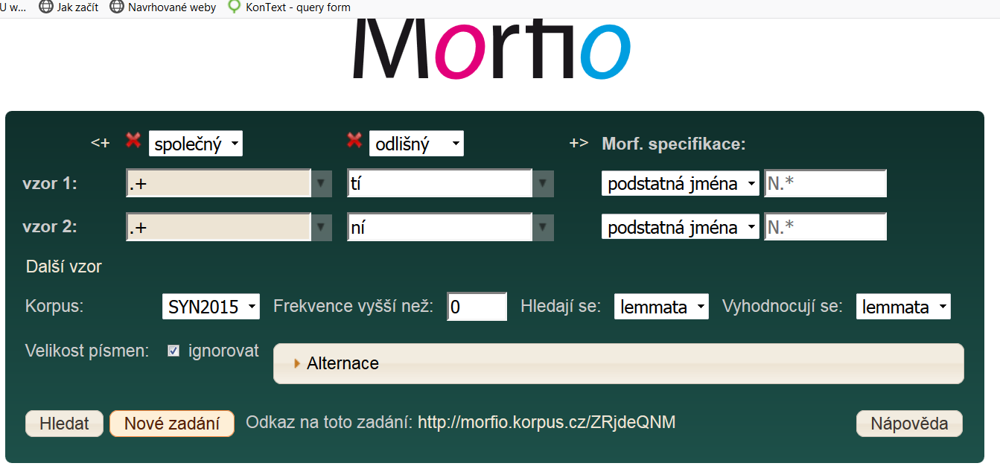 U w... Jak začít Navrhované weby KonText - query form
Morfio
<+ společný odlišný +> Morf. specifikace:
vzor 1: .+ tí podstatná jména N.*
vzor 2: .+ ní podstatná jména N.*
Další vzor
Korpus: SYN2015 Frekvence vyšší než: 0 Hledají se: lemmata Vyhodnocují se: lemmata
Velikost písmen: ignorovat
Alternace
Hledat Nové zadání Odkaz na toto zadání: http://morfio.korpus.cz/ZRjdeQNM Nápověda